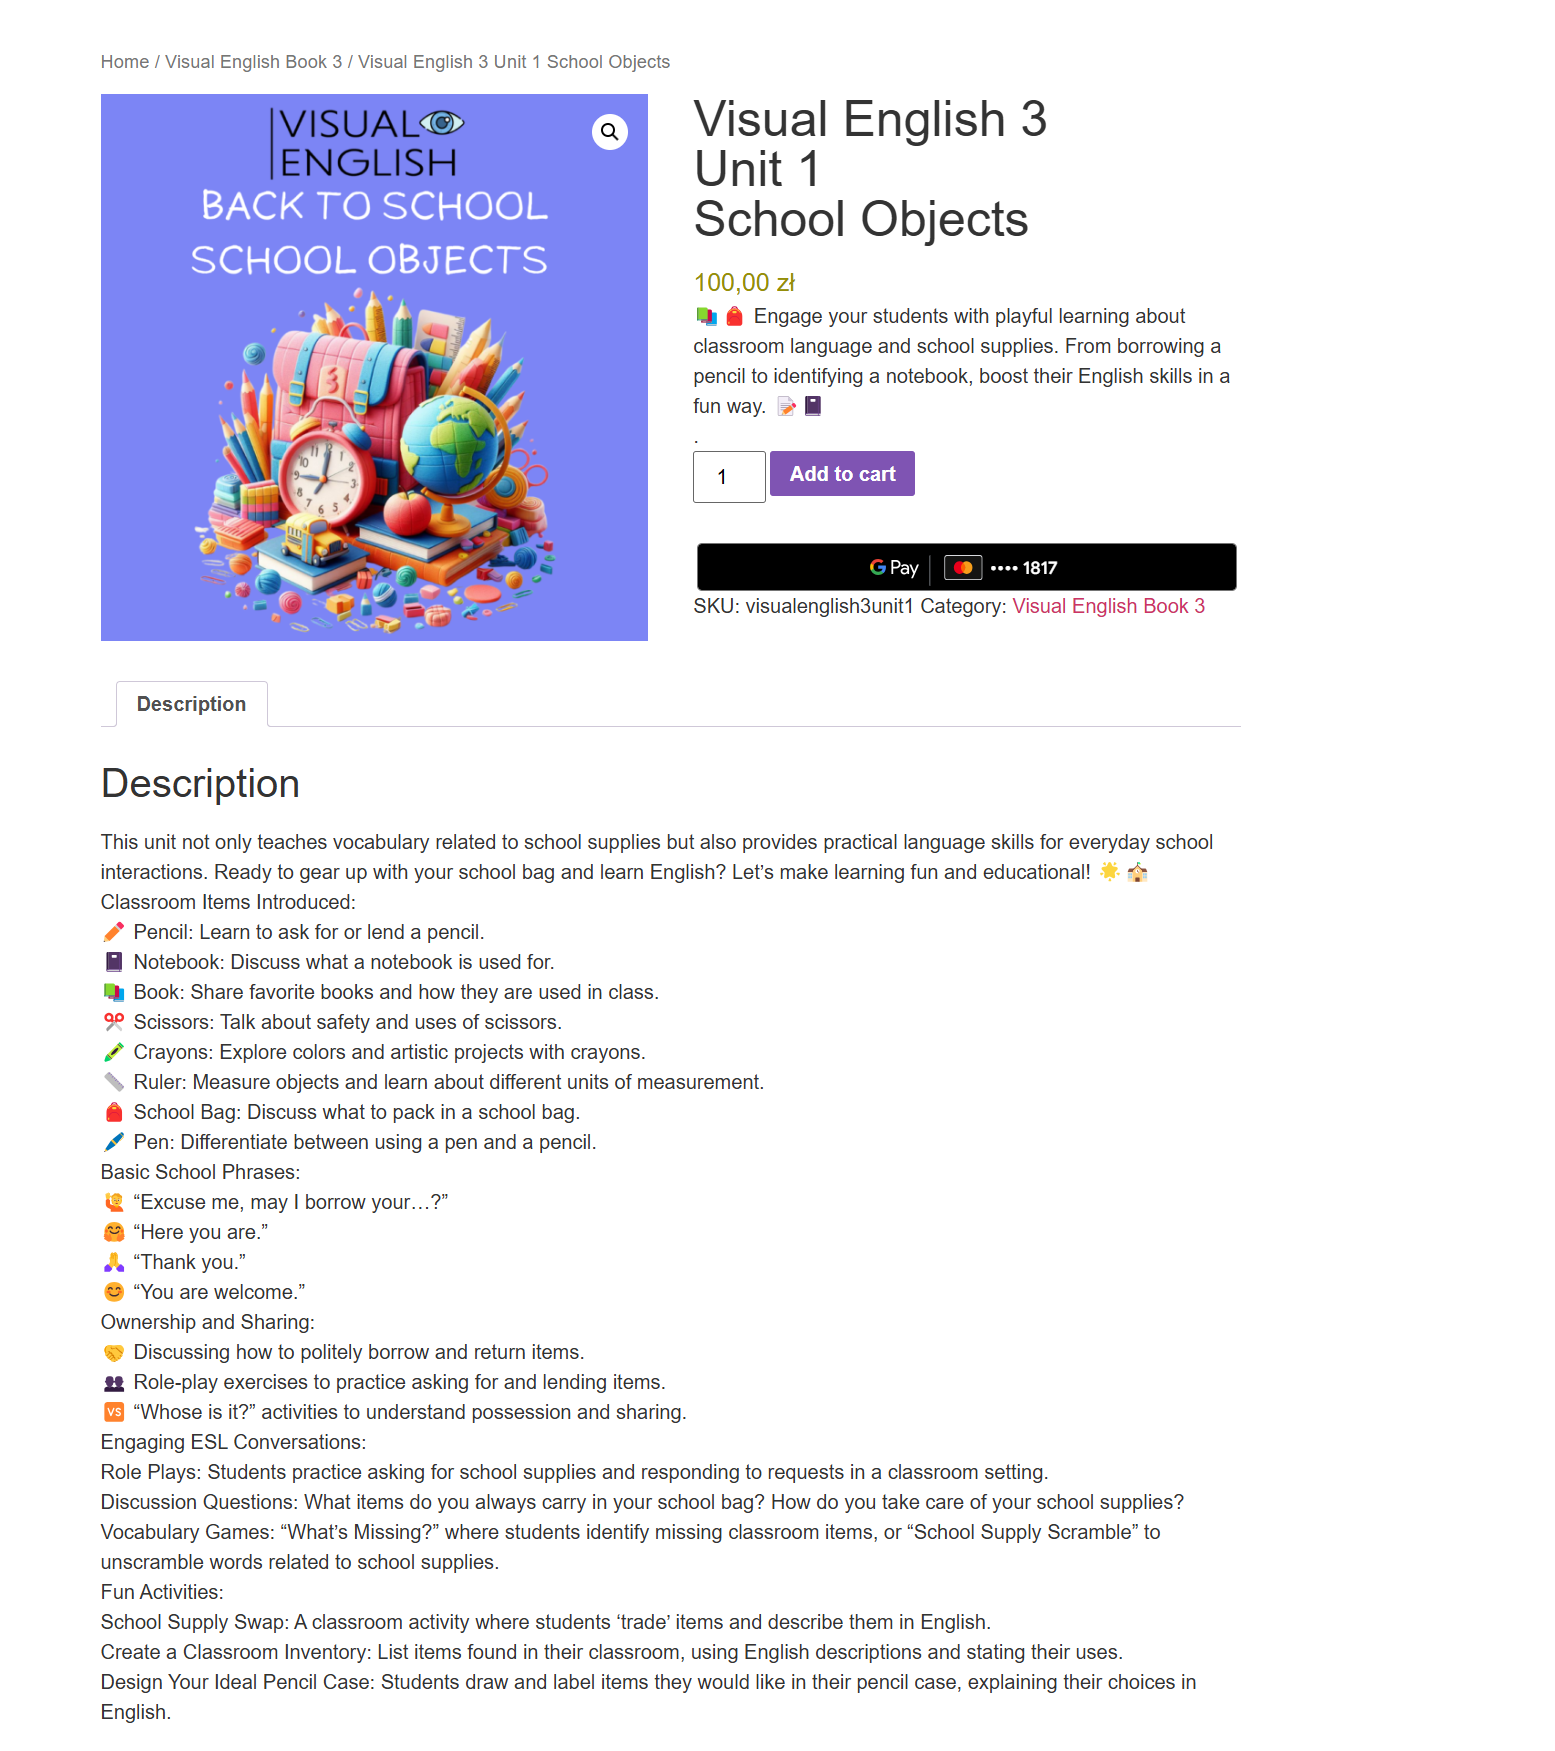 Home / Visual English Book 3 / Visual English 3 Unit 1 School Objects
VISUAL
ENGLISH
BACK TO SCHOOL
SCHOOL OBJECTS
Visual English 3
Unit 1
School Objects
100,00 zł
Engage your students with playful learning about
classroom language and school supplies. From borrowing a
pencil to identifying a notebook, boost their English skills in a
fun way.
.
1
Add to cart
G Pay | •••• 1817
SKU: visualenglish3unit1 Category: Visual English Book 3
Description
Description
This unit not only teaches vocabulary related to school supplies but also provides practical language skills for everyday school
interactions. Ready to gear up with your school bag and learn English? Let’s make learning fun and educational!
Classroom Items Introduced:
Pencil: Learn to ask for or lend a pencil.
Notebook: Discuss what a notebook is used for.
Book: Share favorite books and how they are used in class.
Scissors: Talk about safety and uses of scissors.
Crayons: Explore colors and artistic projects with crayons.
Ruler: Measure objects and learn about different units of measurement.
School Bag: Discuss what to pack in a school bag.
Pen: Differentiate between using a pen and a pencil.
Basic School Phrases:
“Excuse me, may I borrow your…?”
“Here you are.”
“Thank you.”
“You are welcome.”
Ownership and Sharing:
Discussing how to politely borrow and return items.
Role-play exercises to practice asking for and lending items.
VS “Whose is it?” activities to understand possession and sharing.
Engaging ESL Conversations:
Role Plays: Students practice asking for school supplies and responding to requests in a classroom setting.
Discussion Questions: What items do you always carry in your school bag? How do you take care of your school supplies?
Vocabulary Games: “What’s Missing?” where students identify missing classroom items, or “School Supply Scramble” to
unscramble words related to school supplies.
Fun Activities:
School Supply Swap: A classroom activity where students ‘trade’ items and describe them in English.
Create a Classroom Inventory: List items found in their classroom, using English descriptions and stating their uses.
Design Your Ideal Pencil Case: Students draw and label items they would like in their pencil case, explaining their choices in
English.